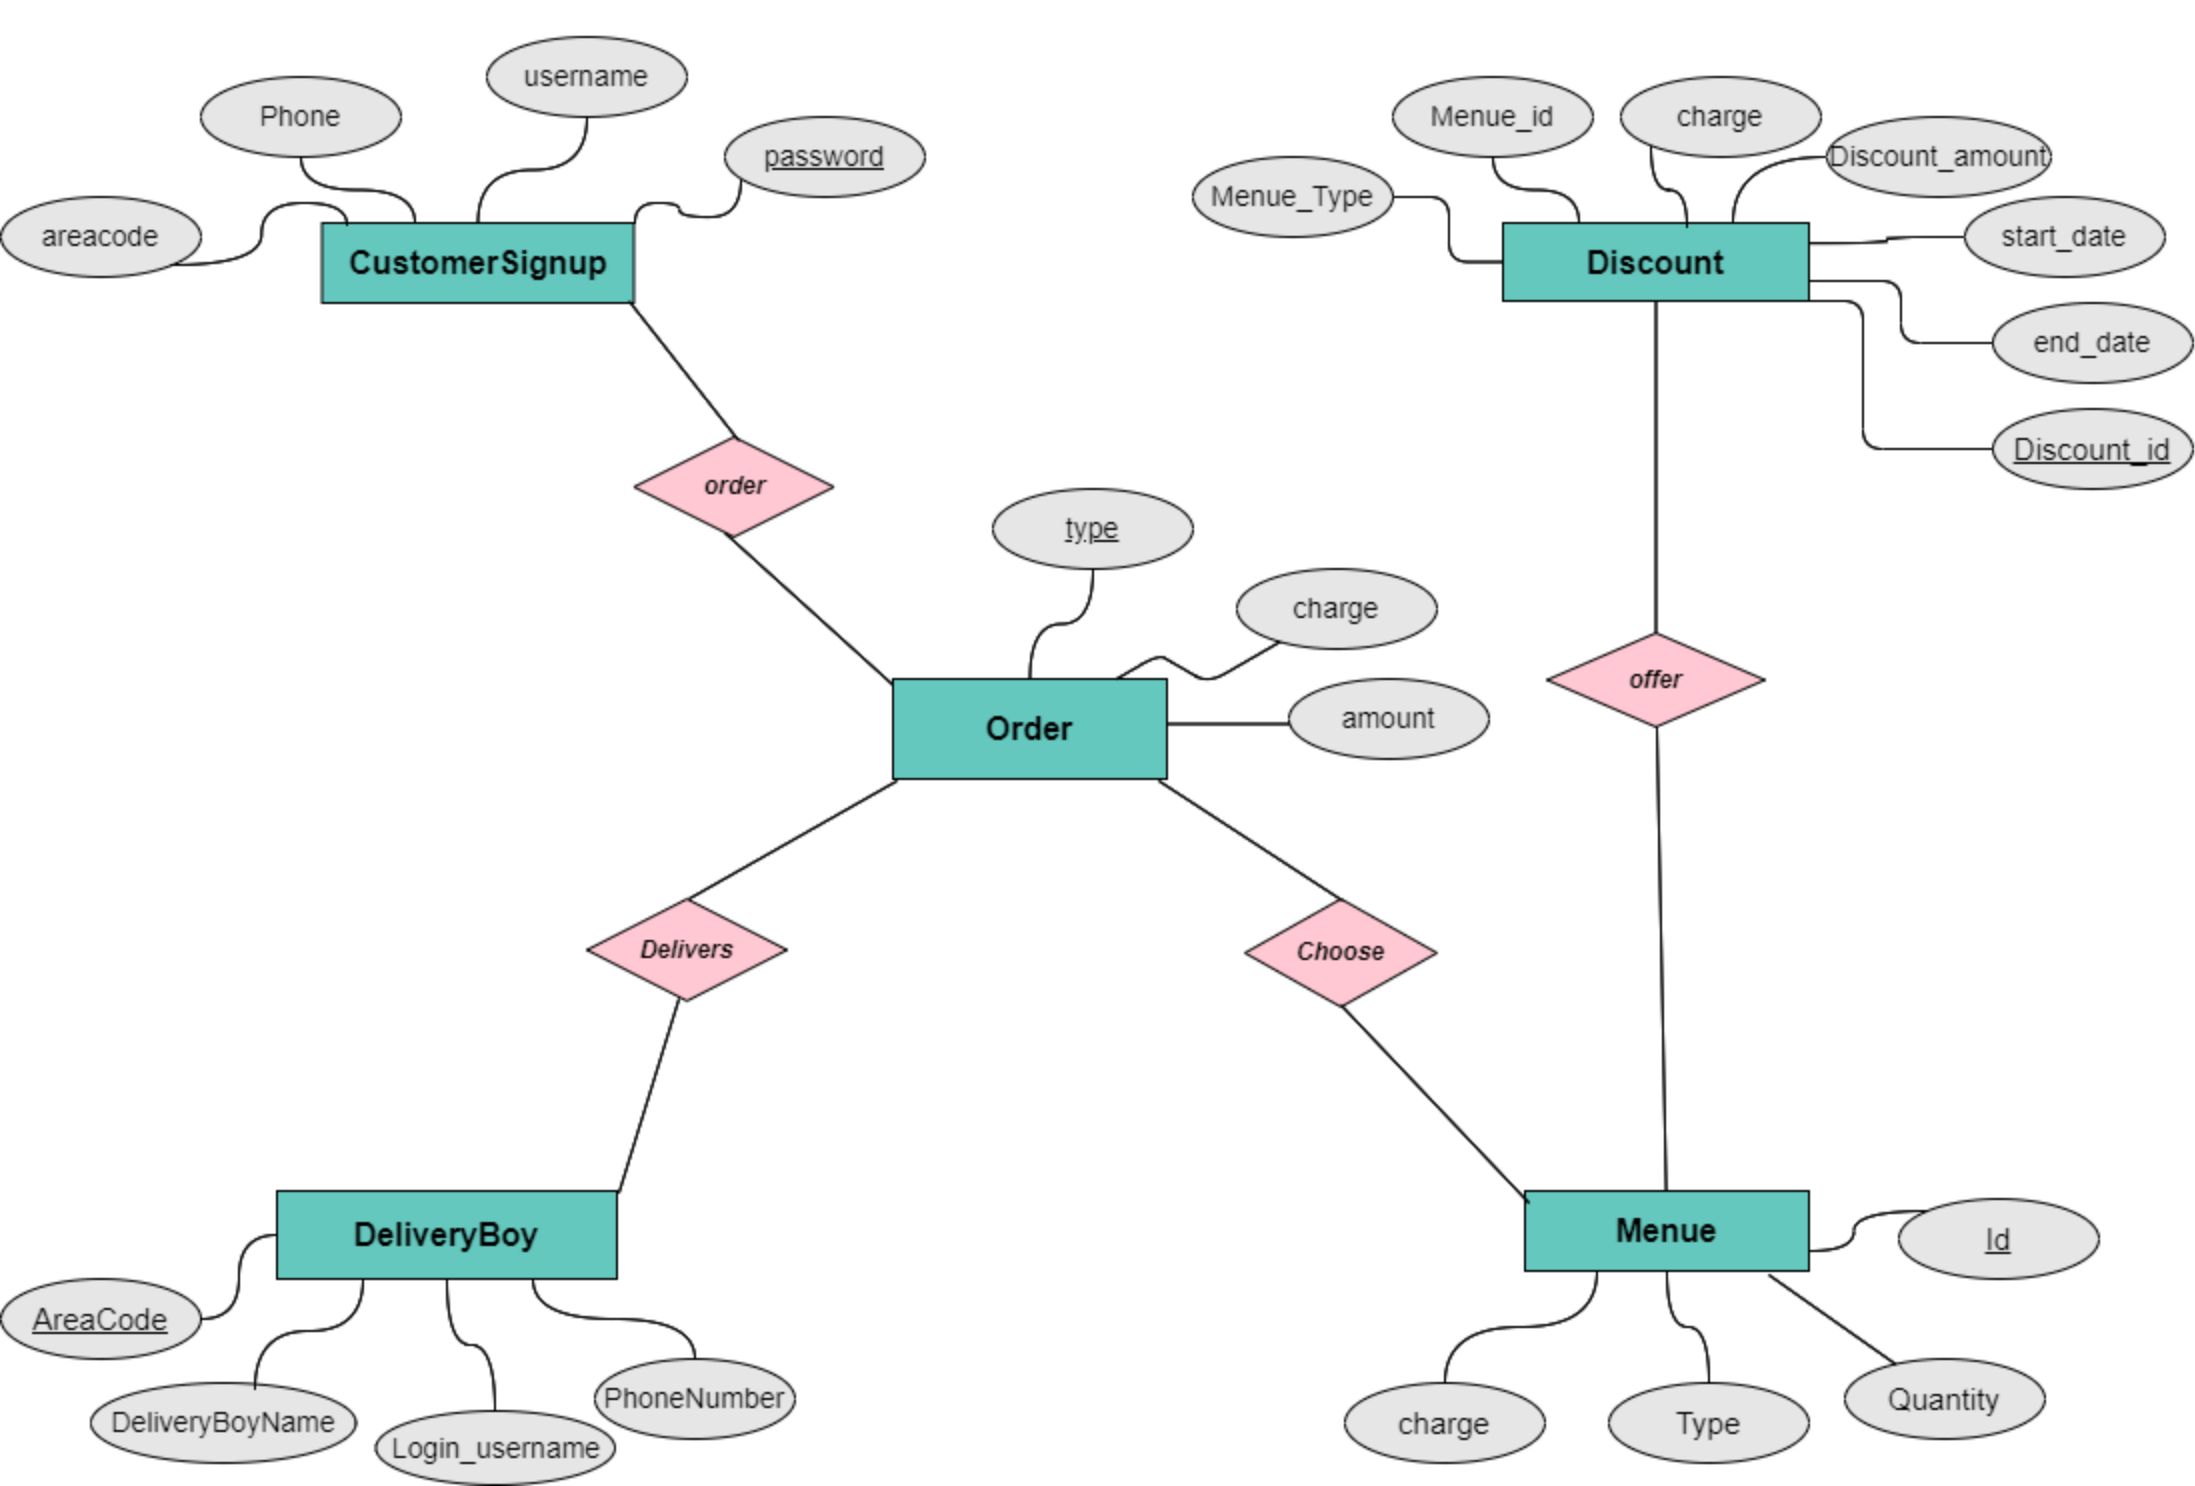 username
Phone
password
areacode
CustomerSignup
Menue_id
charge
Discount_amount
Menue_Type
start_date
Discount
end_date
Discount_id
order
type
charge
amount
Order
offer
Delivers
Choose
DeliveryBoy
AreaCode
DeliveryBoyName
Login_username
PhoneNumber
Menue
Id
charge
Type
Quantity